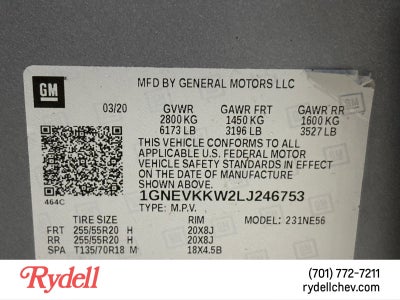 GM
MFD BY GENERAL MOTORS LLC
03/20 GVWR GAWR FRT GAWR RR
2800 KG 1450 KG 1600 KG
6173 LB 3196 LB 3527 LB
THIS VEHICLE CONFORMS TO ALL
APPLICABLE U.S. FEDERAL MOTOR
VEHICLE SAFETY STANDARDS IN EFFECT
ON THE DATE OF MANUFACTURE
SHOWN ABOVE.
464C 1GNEVKKW2LJ246753
TYPE: M.P.V.
TIRE SIZE RIM MODEL: 231NE56
FRT 255/55R20 H 20X8J
RR 255/55R20 H 20X8J
SPA T135/70R18 M 18X4.5B
Rydell
(701) 772-7211
rydellchev.com